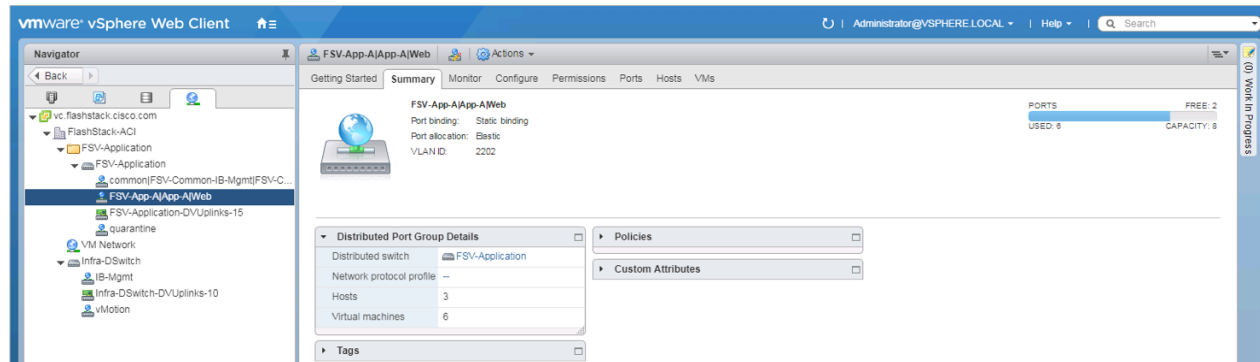 vmware® vSphere Web Client
Administrator@VSPHERE.LOCAL | Help | Search
Navigator
Back
vc.flashstack.cisco.com
FlashStack-ACI
FSV-Application
FSV-Application
common|FSV-Common-IB-Mgmt|FSV-C...
FSV-App-A|App-A|Web
FSV-Application-DVUplinks-15
quarantine
VM Network
Infra-DSwitch
IB-Mgmt
Infra-DSwitch-DVUplinks-10
vMotion
FSV-App-A|App-A|Web Actions
Getting Started Summary Monitor Configure Permissions Ports Hosts VMs
FSV-App-A|App-A|Web
Port binding: Static binding
Port allocation: Elastic
VLAN ID: 2202
PORTS FREE: 2
USED: 6 CAPACITY: 8
Distributed Port Group Details
Distributed switch FSV-Application
Network protocol profile --
Hosts 3
Virtual machines 6
Tags
Policies
Custom Attributes
(0) Work In Progress